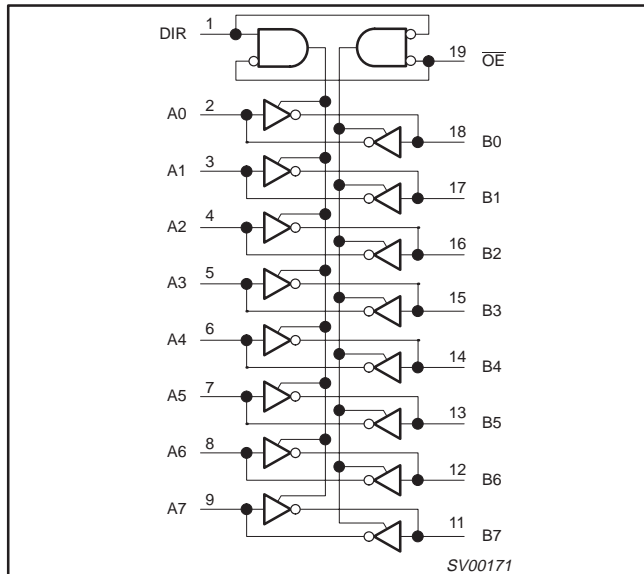 DIR 1
19 O̅E̅
A0 2
18 B0
A1 3
17 B1
A2 4
16 B2
A3 5
15 B3
A4 6
14 B4
A5 7
13 B5
A6 8
12 B6
A7 9
11 B7
SV00171